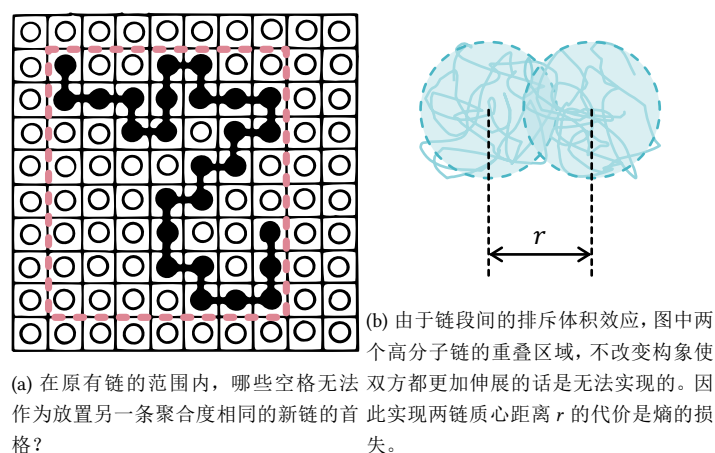 r
(a) 在原有链的范围内，哪些空格无法
作为放置另一条聚合度相同的新链的首
格？
(b) 由于链段间的排斥体积效应，图中两
个高分子链的重叠区域，不改变构象使
双方都更加伸展的话是无法实现的。因
此实现两链质心距离 r 的代价是熵的损
失。